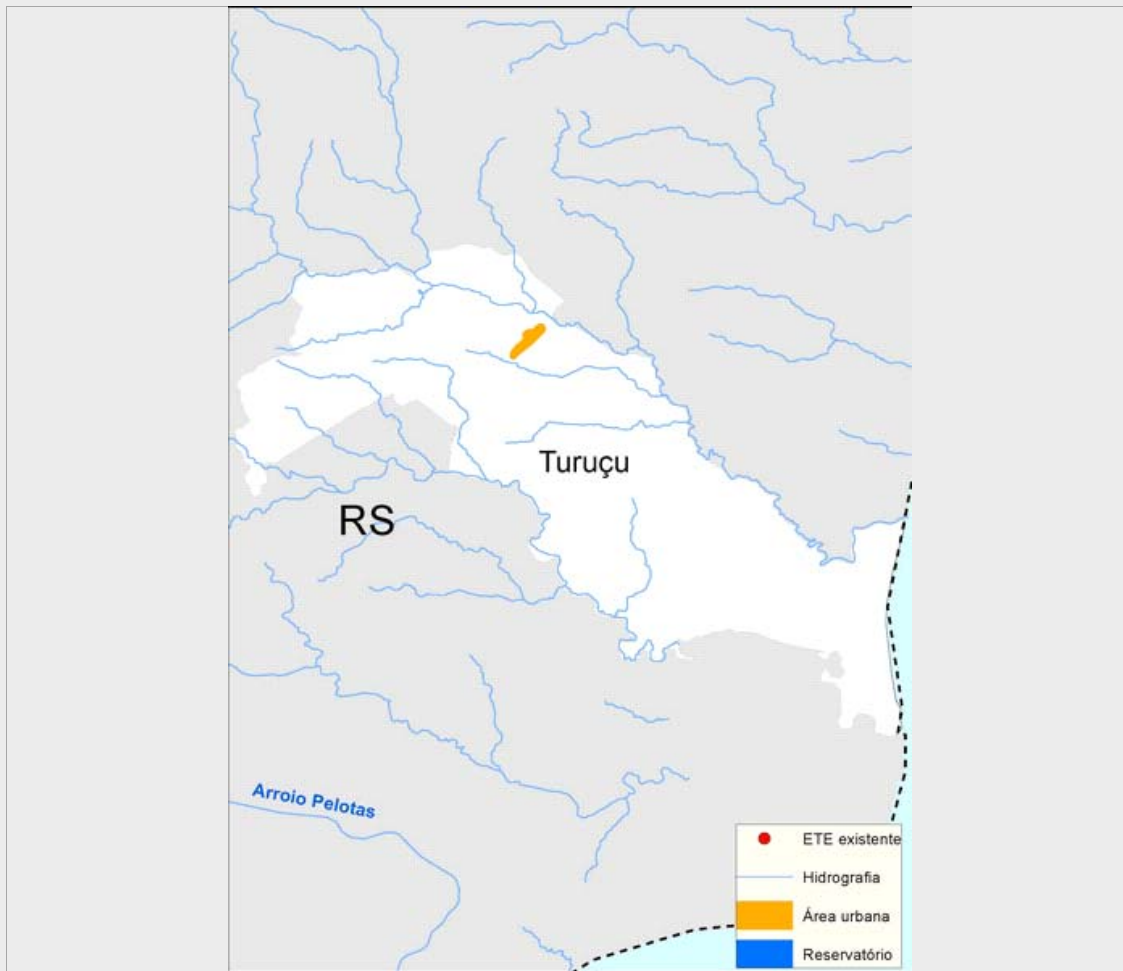 Turuçu
RS
Arroio Pelotas
ETE existente
Hidrografia
Área urbana
Reservatório